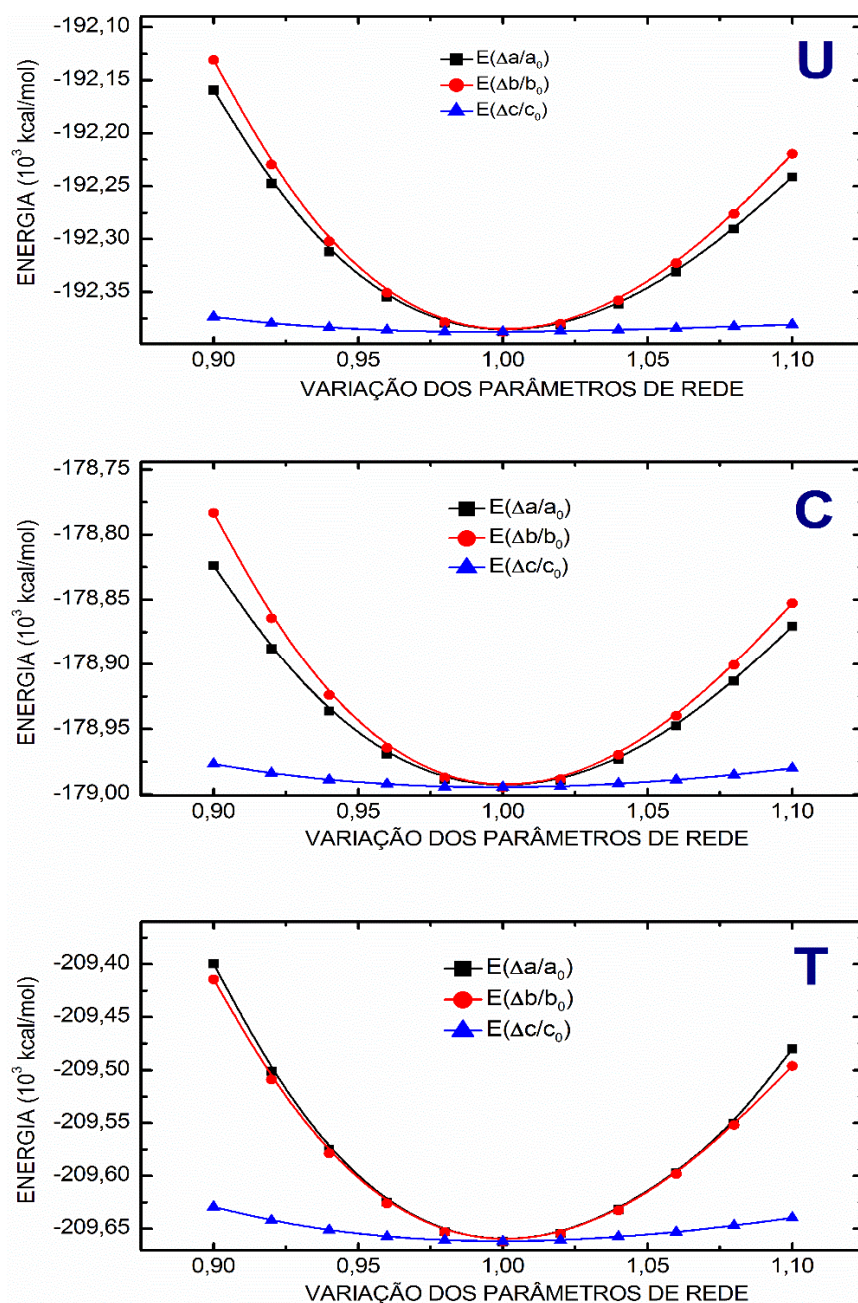 U
E(Δa/a₀)
E(Δb/b₀)
E(Δc/c₀)
ENERGIA (10³ kcal/mol)
-192,10
-192,15
-192,20
-192,25
-192,30
-192,35
0,90 0,95 1,00 1,05 1,10
VARIAÇÃO DOS PARÂMETROS DE REDE
C
E(Δa/a₀)
E(Δb/b₀)
E(Δc/c₀)
ENERGIA (10³ kcal/mol)
-178,75
-178,80
-178,85
-178,90
-178,95
-179,00
0,90 0,95 1,00 1,05 1,10
VARIAÇÃO DOS PARÂMETROS DE REDE
T
E(Δa/a₀)
E(Δb/b₀)
E(Δc/c₀)
ENERGIA (10³ kcal/mol)
-209,40
-209,45
-209,50
-209,55
-209,60
-209,65
0,90 0,95 1,00 1,05 1,10
VARIAÇÃO DOS PARÂMETROS DE REDE